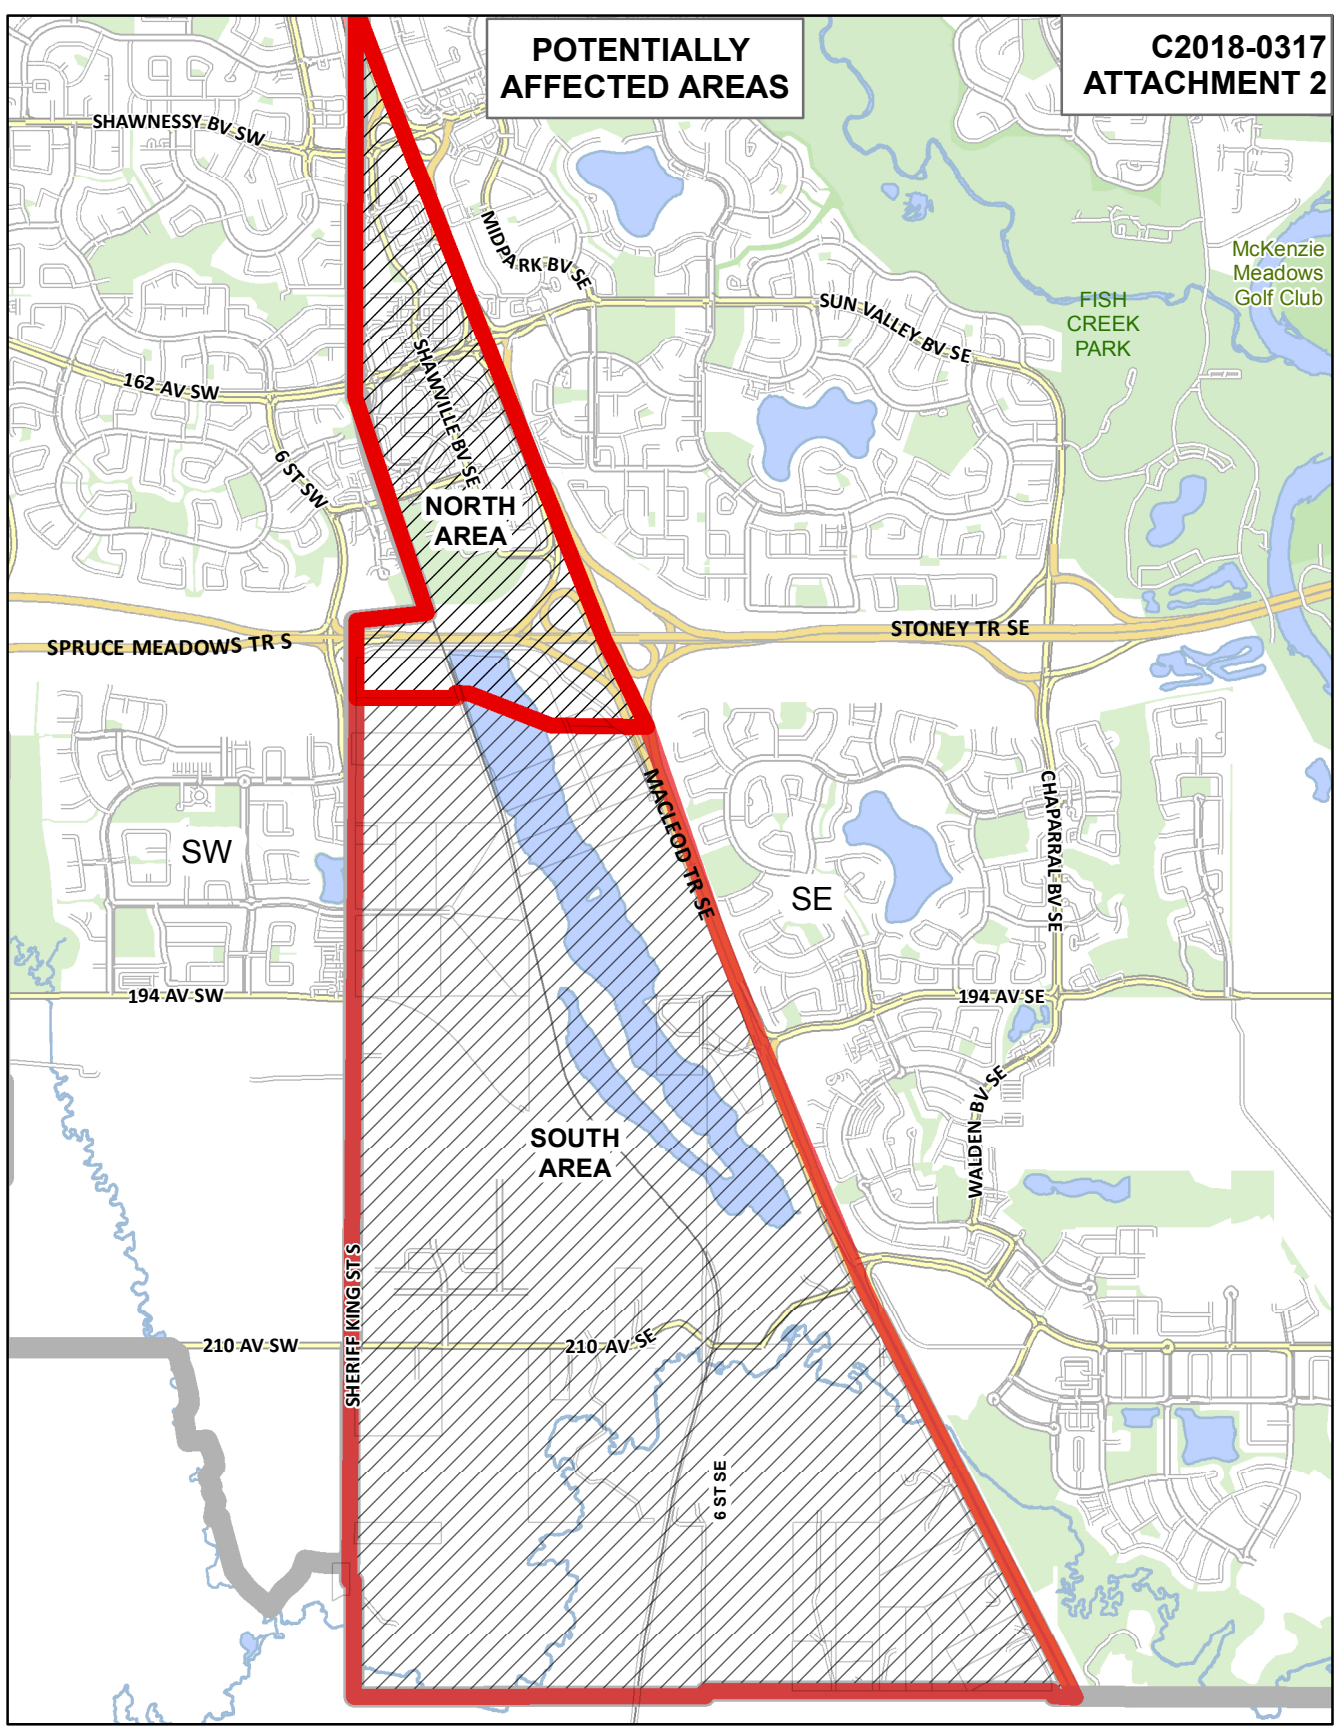 POTENTIALLY
AFFECTED AREAS
C2018-0317
ATTACHMENT 2
SHAWNESSY BV SW
MIDPARK BV SE
McKenzie
Meadows
Golf Club
FISH
CREEK
PARK
SUN VALLEY BV SE
162 AV SW
SHAWVILLE BV SE
6 ST SW
NORTH
AREA
SPRUCE MEADOWS TR S
STONEY TR SE
MACLEOD TR SE
CHAPARRAL BV SE
SW
SE
194 AV SW
194 AV SE
WALDEN BV SE
SOUTH
AREA
SHERIFF KING ST S
210 AV SW
210 AV SE
6 ST SE